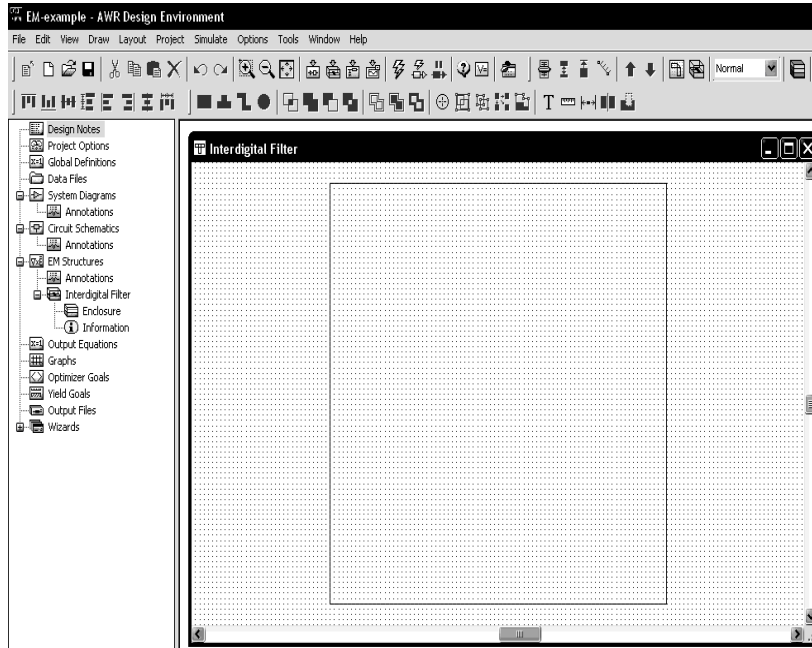 EM-example - AWR Design Environment
File Edit View Draw Layout Project Simulate Options Tools Window Help
Normal
Design Notes
Project Options
Global Definitions
Data Files
System Diagrams
Annotations
Circuit Schematics
Annotations
EM Structures
Annotations
Interdigital Filter
Enclosure
Information
Output Equations
Graphs
Optimizer Goals
Yield Goals
Output Files
Wizards
Interdigital Filter